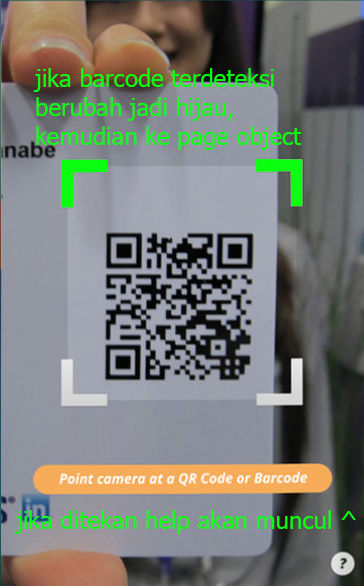 jika barcode terdeteksi
berubah jadi hijau,
kemudian ke page object
nabe
Point camera at a QR Code or Barcode
in
jika ditekan help akan muncul ^
?